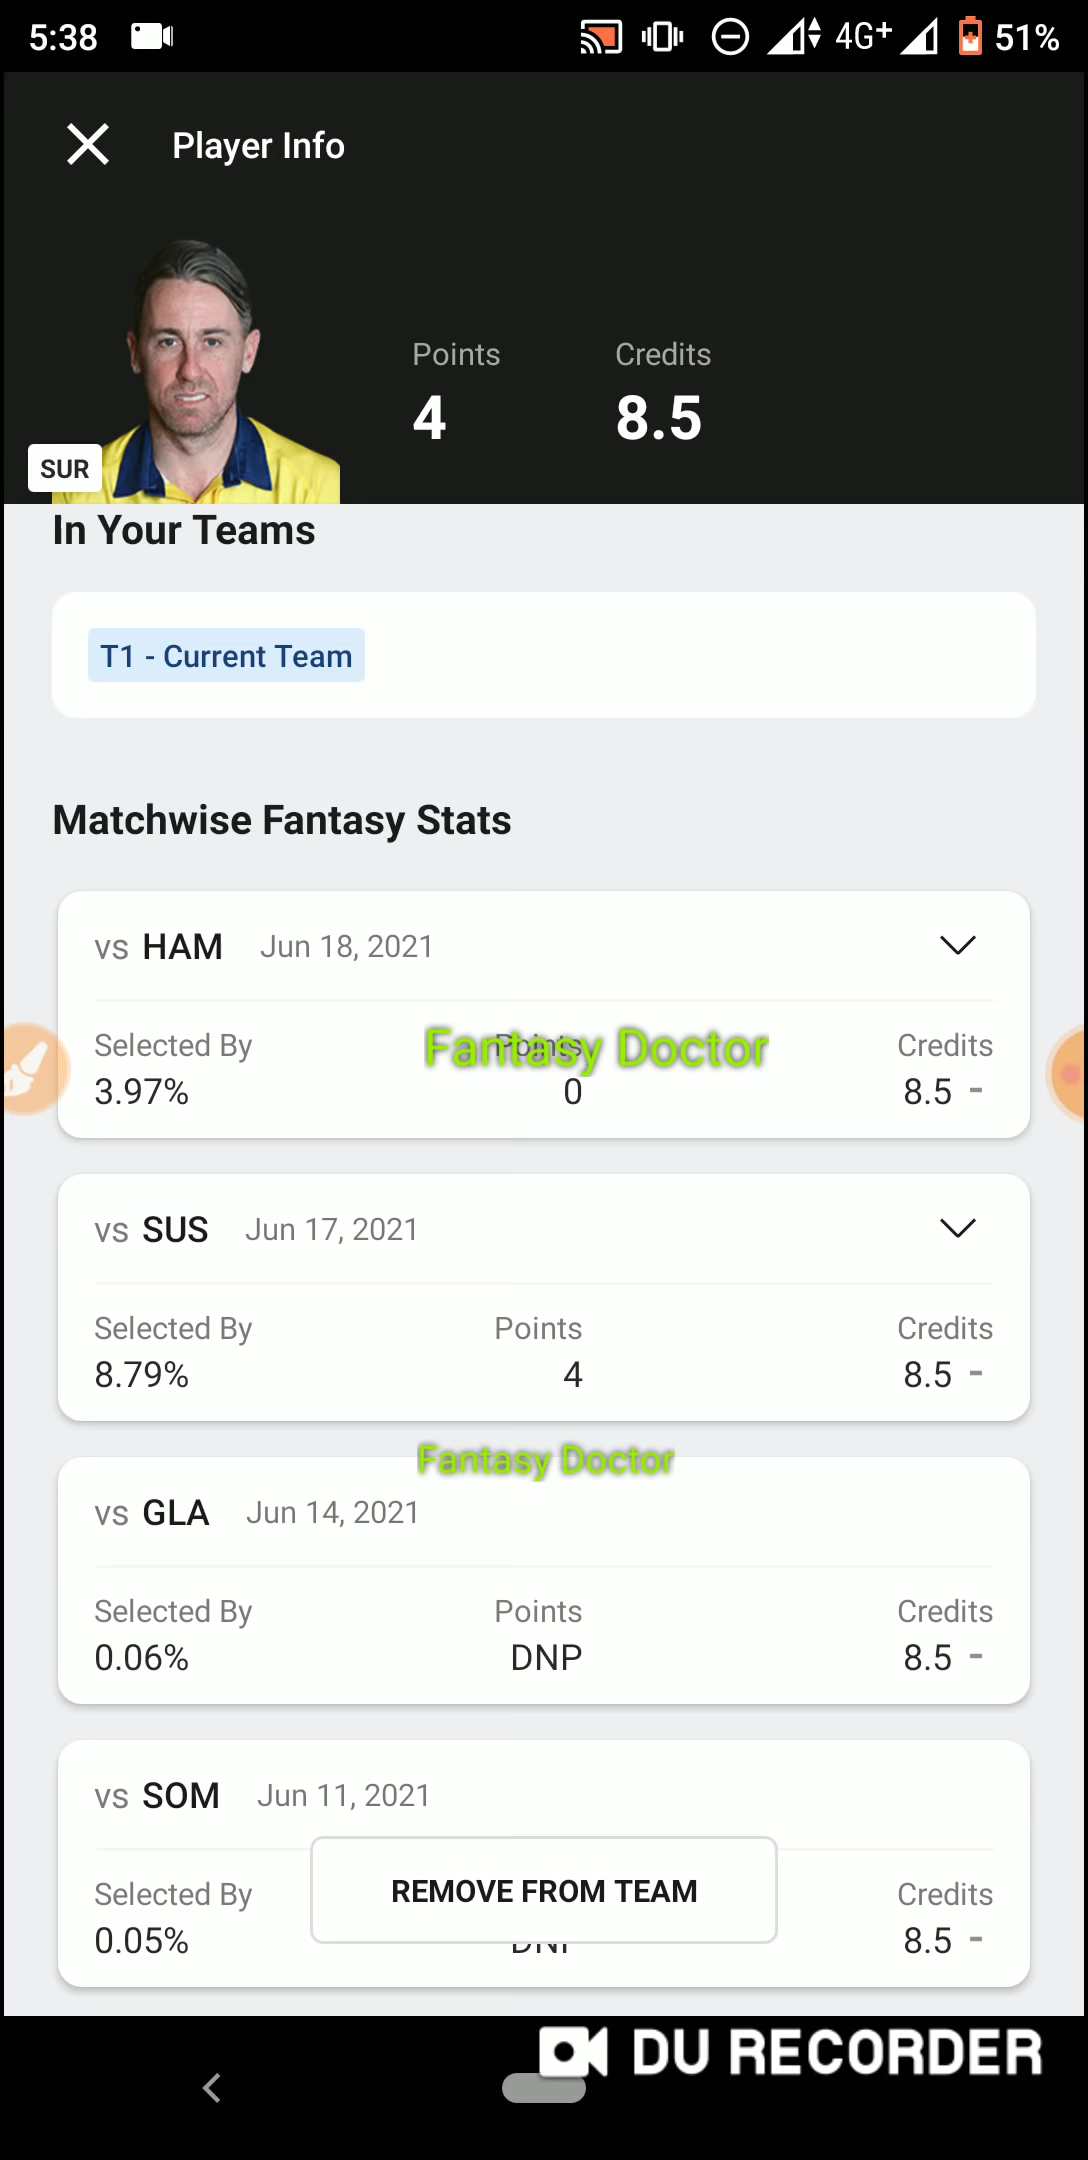 5:38 4G+ 51%
Player Info
Points Credits
4 8.5
SUR
In Your Teams
T1 - Current Team
Matchwise Fantasy Stats
vs HAM Jun 18, 2021
Selected By Points Credits
Fantasy Doctor
3.97% 0 8.5 -
vs SUS Jun 17, 2021
Selected By Points Credits
8.79% 4 8.5 -
Fantasy Doctor
vs GLA Jun 14, 2021
Selected By Points Credits
0.06% DNP 8.5 -
vs SOM Jun 11, 2021
REMOVE FROM TEAM
Selected By Credits
0.05% 8.5 -
DU RECORDER